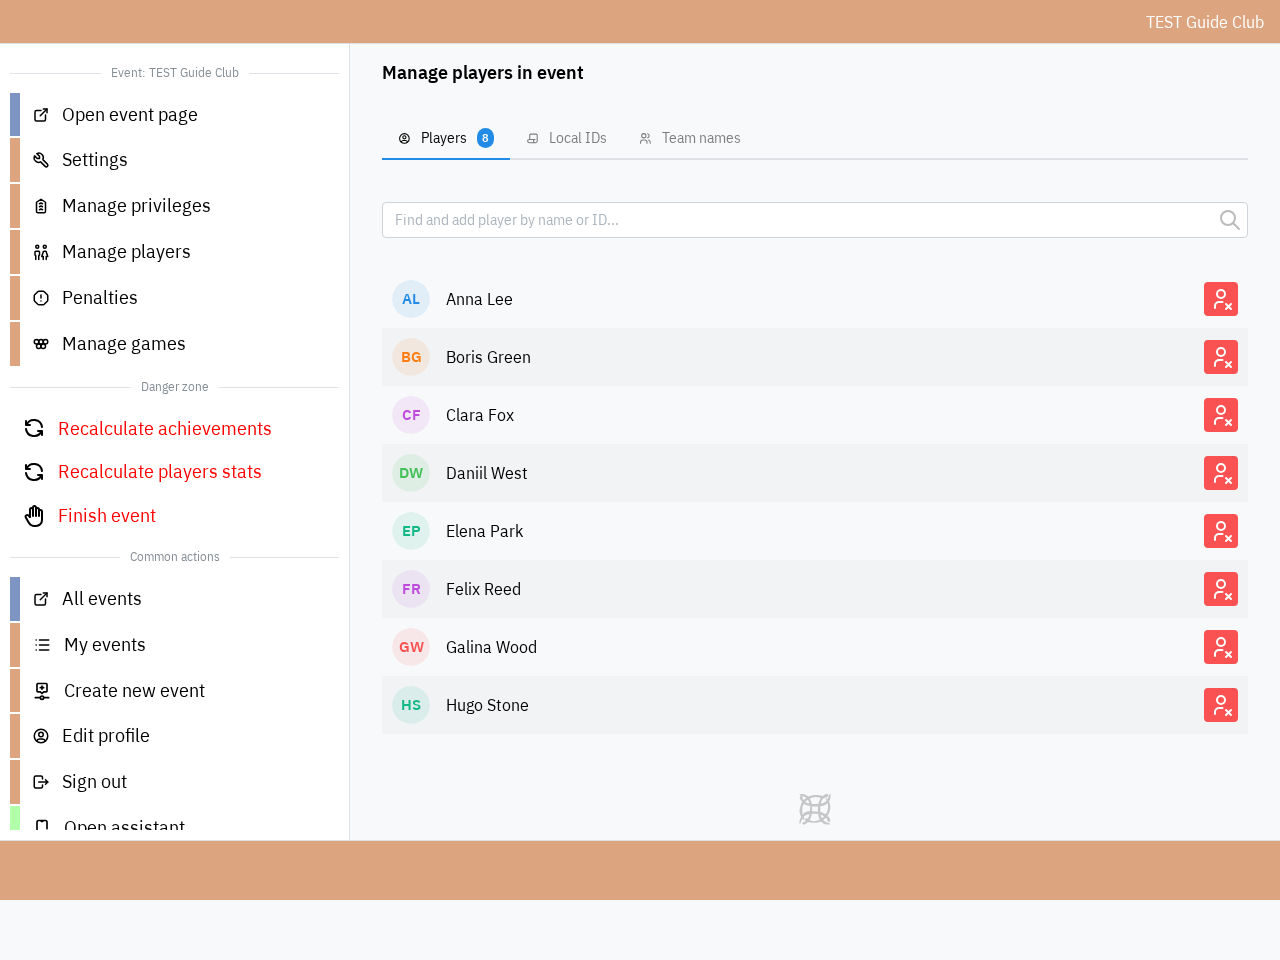 TEST Guide Club
Event: TEST Guide Club
Open event page
Settings
Manage privileges
Manage players
Penalties
Manage games
Danger zone
Recalculate achievements
Recalculate players stats
Finish event
Common actions
All events
My events
Create new event
Edit profile
Sign out
Open assistant
Manage players in event
Players 8
Local IDs
Team names
Find and add player by name or ID...
AL Anna Lee
BG Boris Green
CF Clara Fox
DW Daniil West
EP Elena Park
FR Felix Reed
GW Galina Wood
HS Hugo Stone